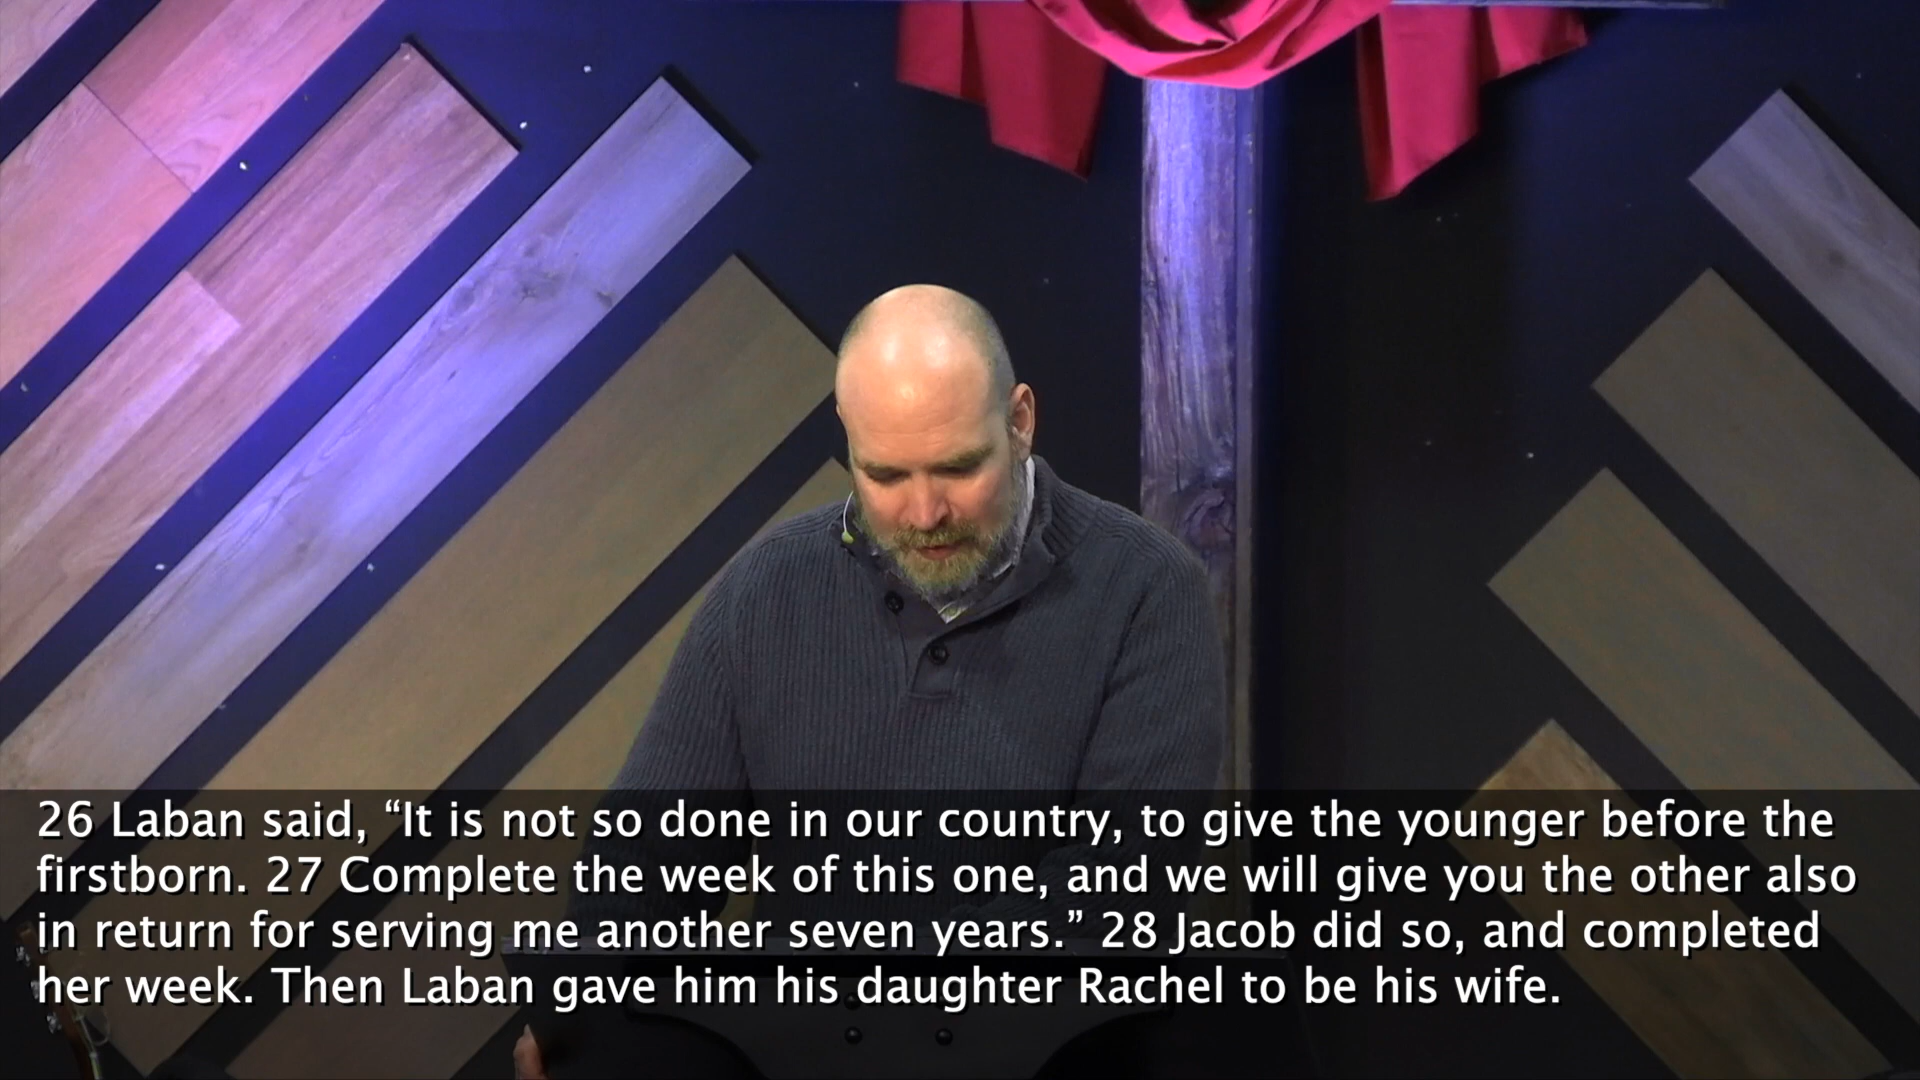 26 Laban said, “It is not so done in our country, to give the younger before the
firstborn. 27 Complete the week of this one, and we will give you the other also
in return for serving me another seven years.” 28 Jacob did so, and completed
her week. Then Laban gave him his daughter Rachel to be his wife.